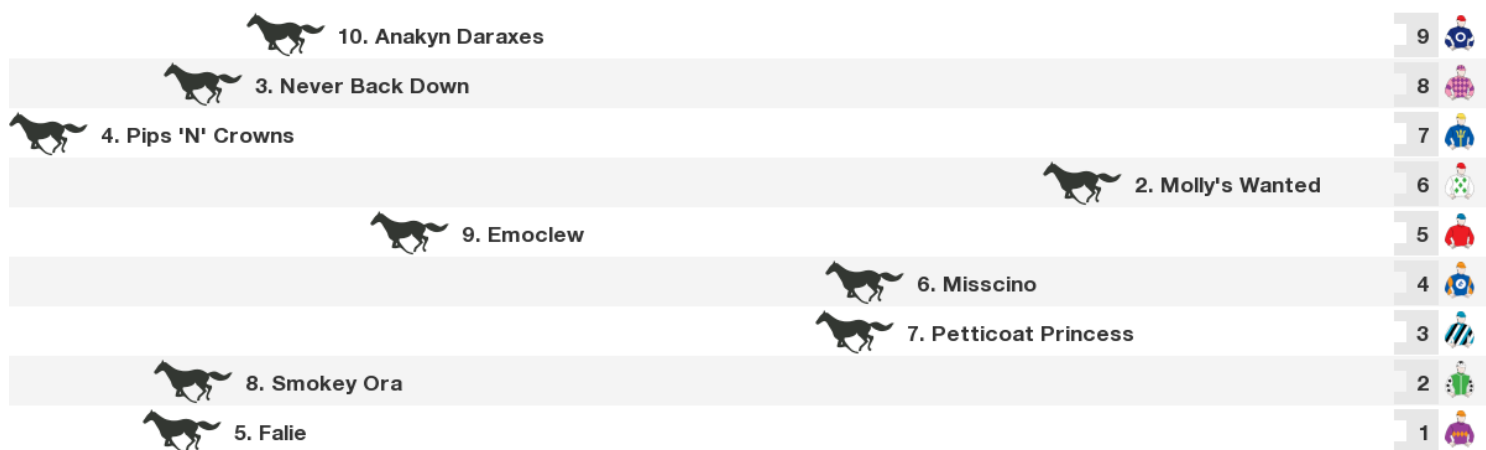 10. Anakyn Daraxes 9
3. Never Back Down 8
4. Pips 'N' Crowns 7
2. Molly's Wanted 6
9. Emoclew 5
6. Misscino 4
7. Petticoat Princess 3
8. Smokey Ora 2
5. Falie 1